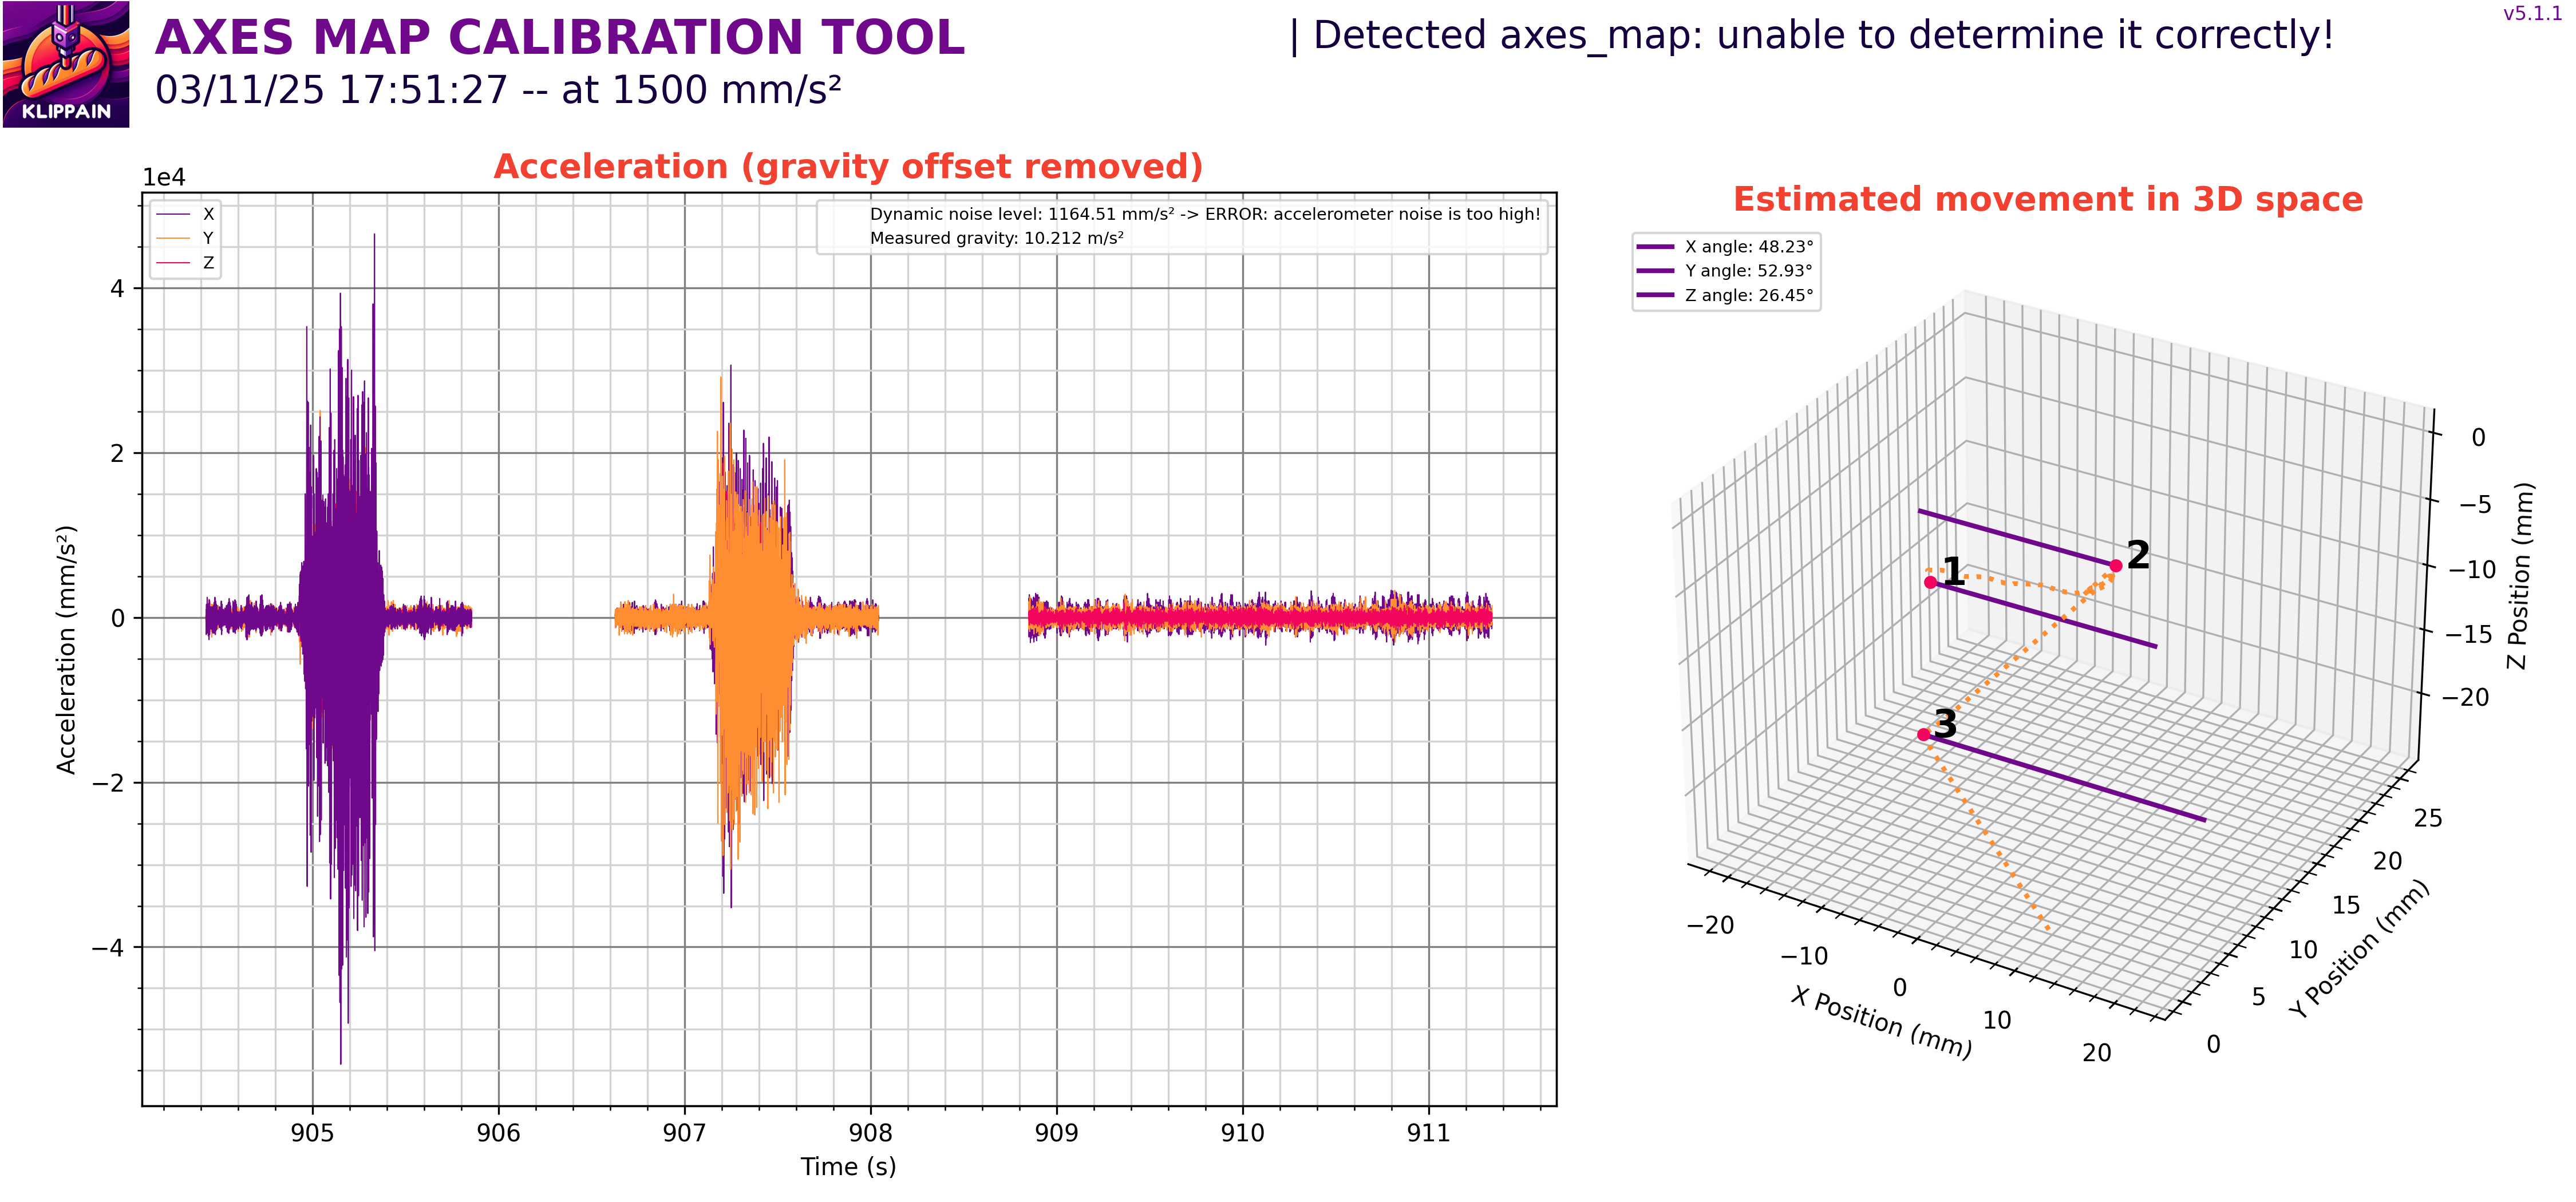 KLIPPAIN
AXES MAP CALIBRATION TOOL
03/11/25 17:51:27 -- at 1500 mm/s²
| Detected axes_map: unable to determine it correctly!
v5.1.1
Acceleration (gravity offset removed)
1e4
X
Y
Z
Dynamic noise level: 1164.51 mm/s² -> ERROR: accelerometer noise is too high!
Measured gravity: 10.212 m/s²
4
2
0
−2
−4
Acceleration (mm/s²)
905 906 907 908 909 910 911
Time (s)
Estimated movement in 3D space
X angle: 48.23°
Y angle: 52.93°
Z angle: 26.45°
1
2
3
0
−5
−10
−15
−20
Z Position (mm)
25
20
15
10
5
0
Y Position (mm)
−20
−10
0
10
20
X Position (mm)